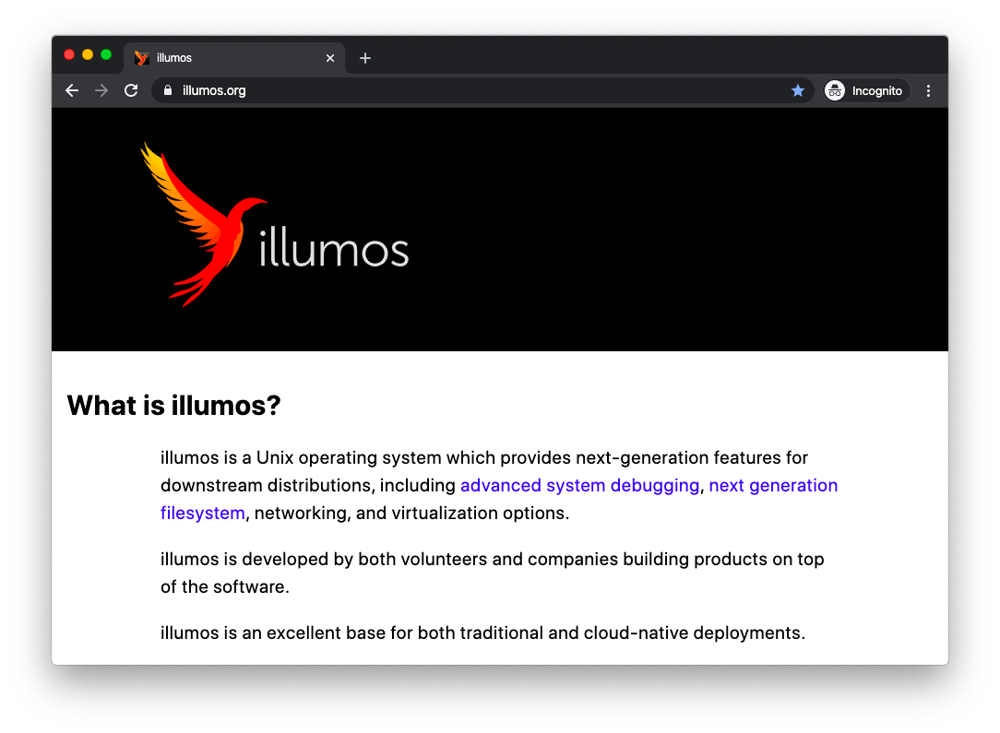 illumos
illumos.org
Incognito
illumos
What is illumos?
illumos is a Unix operating system which provides next-generation features for
downstream distributions, including advanced system debugging, next generation
filesystem, networking, and virtualization options.
illumos is developed by both volunteers and companies building products on top
of the software.
illumos is an excellent base for both traditional and cloud-native deployments.